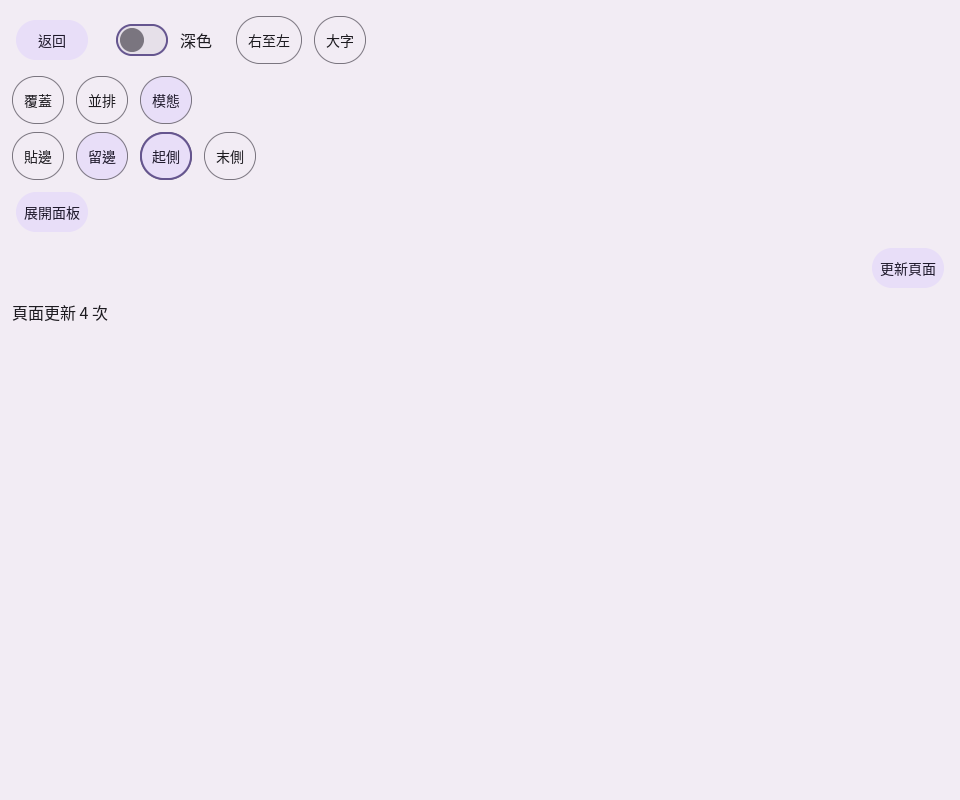 返回 深色 右至左 大字
覆蓋 並排 模態
貼邊 留邊 起側 末側
展開面板
更新頁面
頁面更新 4 次